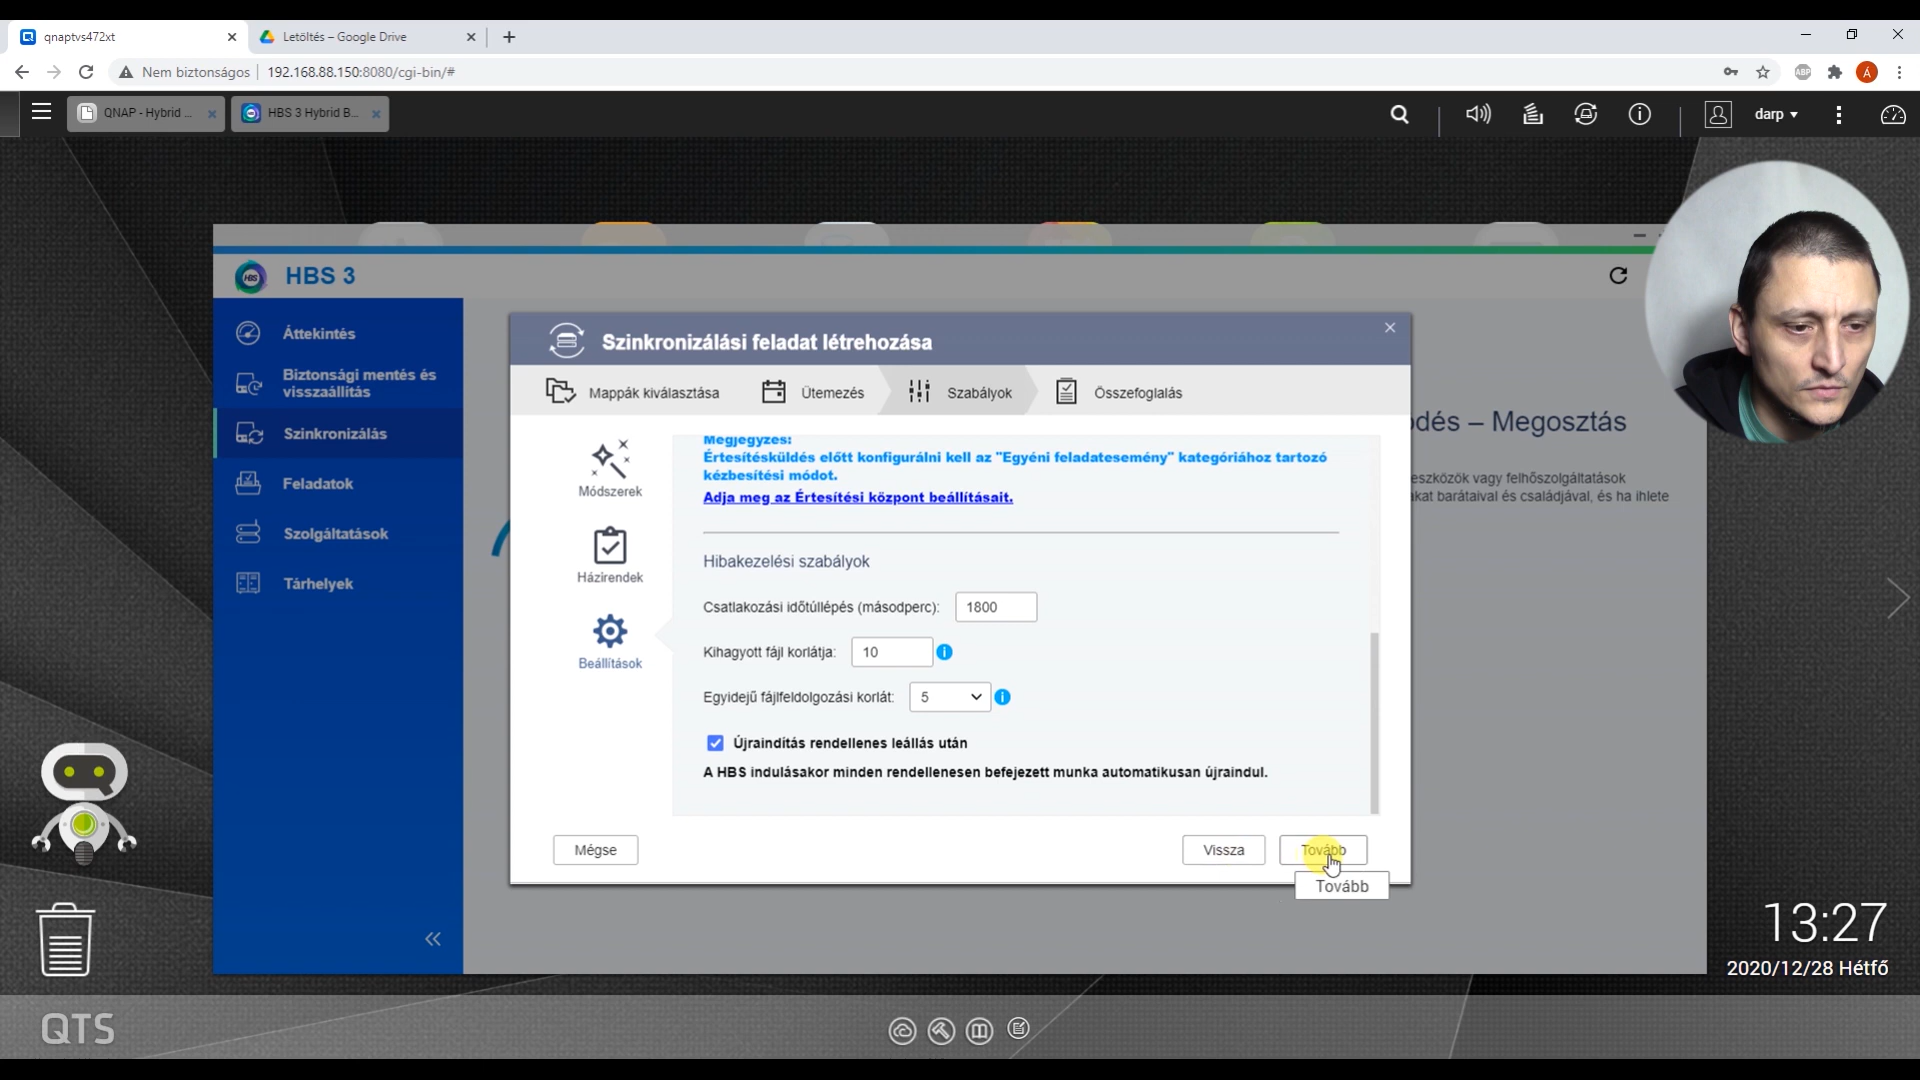 qnaptvs472xt
Letöltés – Google Drive
Nem biztonságos
192.168.88.150:8080/cgi-bin/#
ABP
Á
QNAP - Hybrid ...
HBS 3 Hybrid B...
darp
HBS
HBS 3
Áttekintés
Biztonsági mentés és
visszaállítás
Szinkronizálás
Feladatok
Szolgáltatások
Tárhelyek
Szinkronizálási feladat létrehozása
Mappák kiválasztása
Ütemezés
Szabályok
Összefoglalás
Módszerek
Házirendek
Beállítások
Megjegyzés:
Értesítésküldés előtt konfigurálni kell az "Egyéni feladatesemény" kategóriához tartozó
kézbesítési módot.
Adja meg az Értesítési központ beállításait.
Hibakezelési szabályok
Csatlakozási időtúllépés (másodperc): 1800
Kihagyott fájl korlátja: 10
Egyidejű fájlfeldolgozási korlát: 5
Újraindítás rendellenes leállás után
A HBS indulásakor minden rendellenesen befejezett munka automatikusan újraindul.
Mégse
Vissza
Tovább
Tovább
dés – Megosztás
eszközök vagy felhőszolgáltatások
akat barátaival és családjával, és ha ihlete
13:27
2020/12/28 Hétfő
QTS